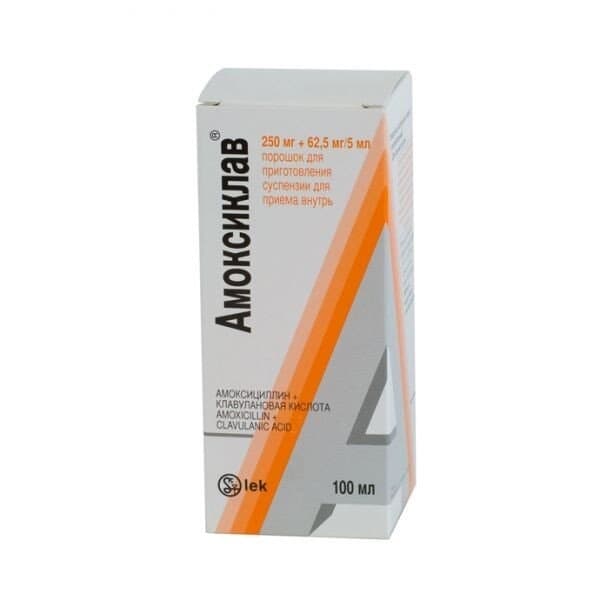 Амоксиклав®
250 мг + 62,5 мг/5 мл
порошок для
приготовления
суспензии для
приема внутрь
АМОКСИЦИЛЛИН +
КЛАВУЛАНОВАЯ КИСЛОТА
AMOXICILLIN +
CLAVULANIC ACID
lek
100 мл